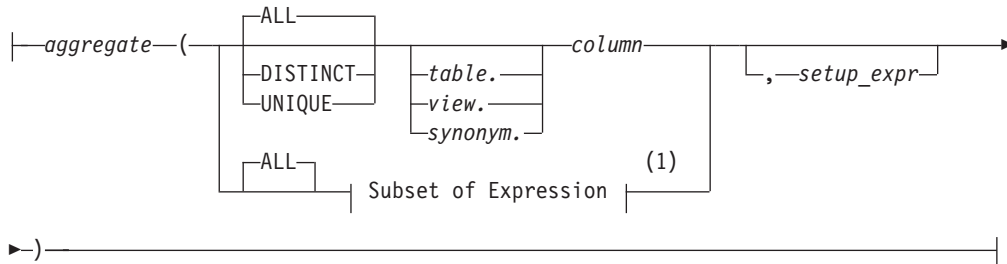 ALL
aggregate ( column
DISTINCT table. , setup_expr
UNIQUE view.
synonym.
ALL (1)
Subset of Expression
)